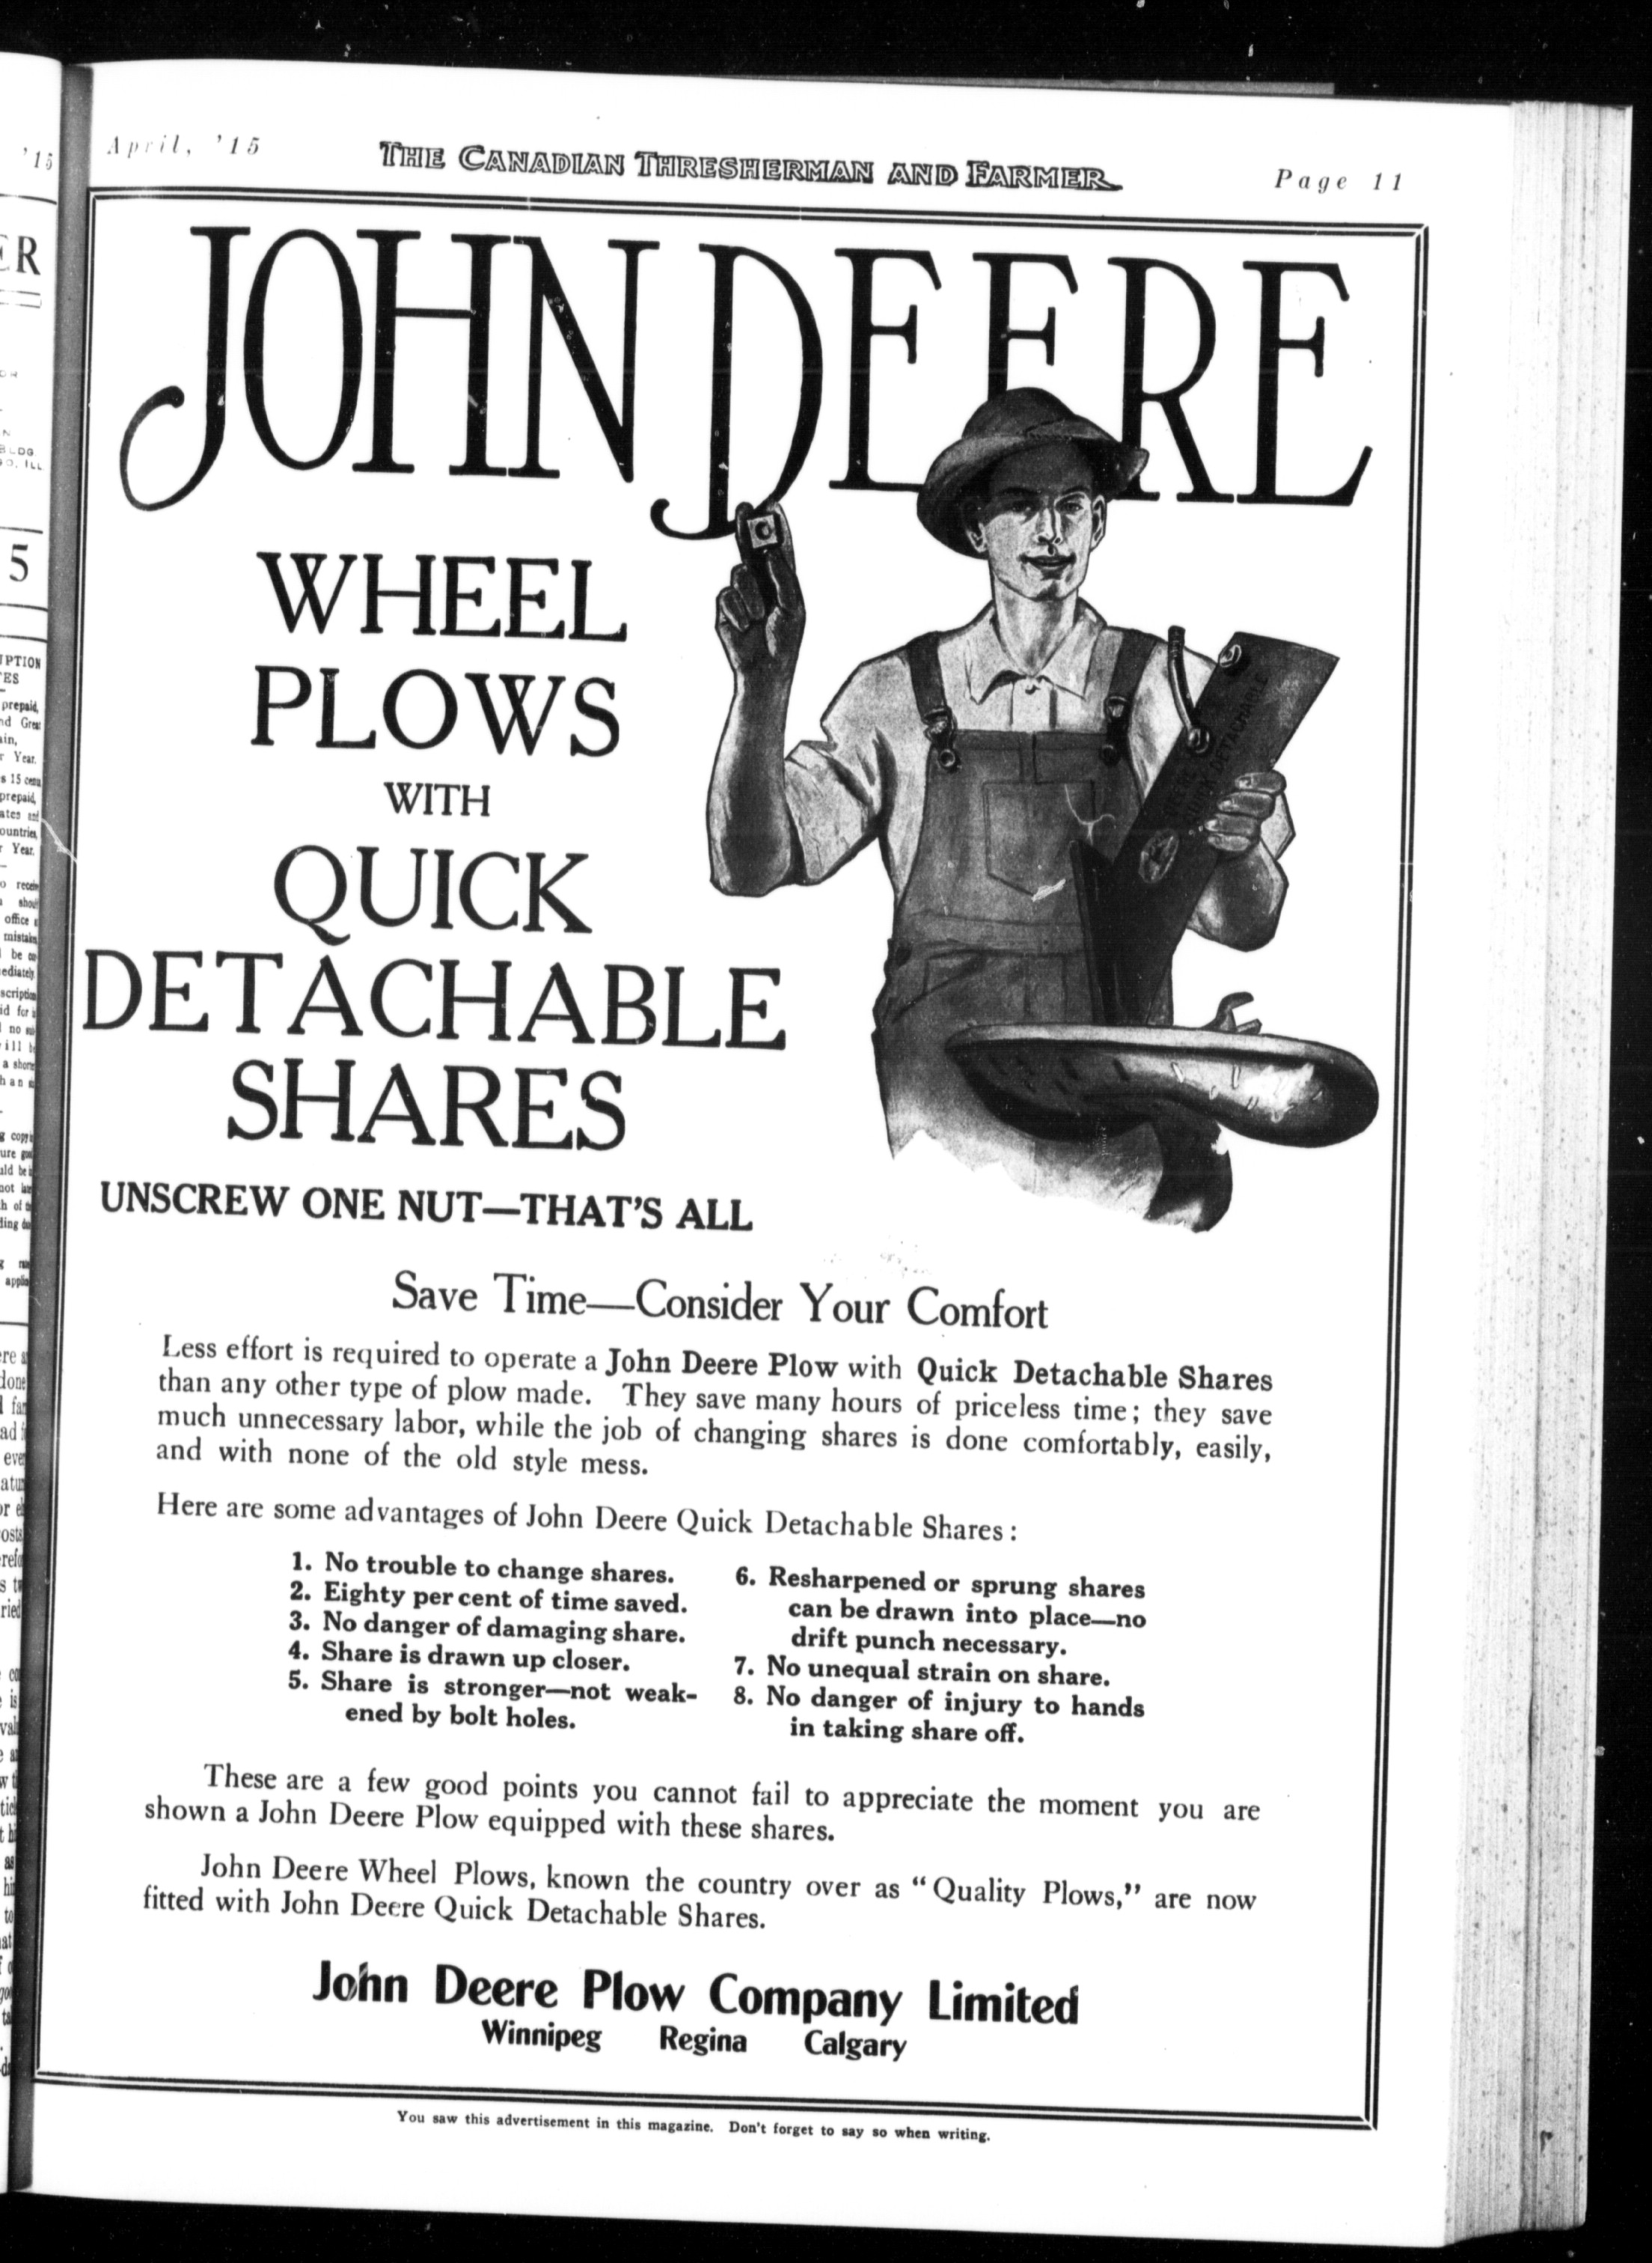 April, '15
THE CANADIAN THRESHERMAN AND FARMER
Page 11
JOHN DEERE
WHEEL
PLOWS
WITH
QUICK
DETACHABLE
SHARES
QUICK DETACHABLE
UNSCREW ONE NUT—THAT'S ALL
Save Time—Consider Your Comfort
Less effort is required to operate a John Deere Plow with Quick Detachable Shares
than any other type of plow made. They save many hours of priceless time; they save
much unnecessary labor, while the job of changing shares is done comfortably, easily,
and with none of the old style mess.
Here are some advantages of John Deere Quick Detachable Shares:
1. No trouble to change shares.
2. Eighty per cent of time saved.
3. No danger of damaging share.
4. Share is drawn up closer.
5. Share is stronger—not weak-
ened by bolt holes.
6. Resharpened or sprung shares
can be drawn into place—no
drift punch necessary.
7. No unequal strain on share.
8. No danger of injury to hands
in taking share off.
These are a few good points you cannot fail to appreciate the moment you are
shown a John Deere Plow equipped with these shares.
John Deere Wheel Plows, known the country over as "Quality Plows," are now
fitted with John Deere Quick Detachable Shares.
John Deere Plow Company Limited
Winnipeg Regina Calgary
You saw this advertisement in this magazine. Don't forget to say so when writing.